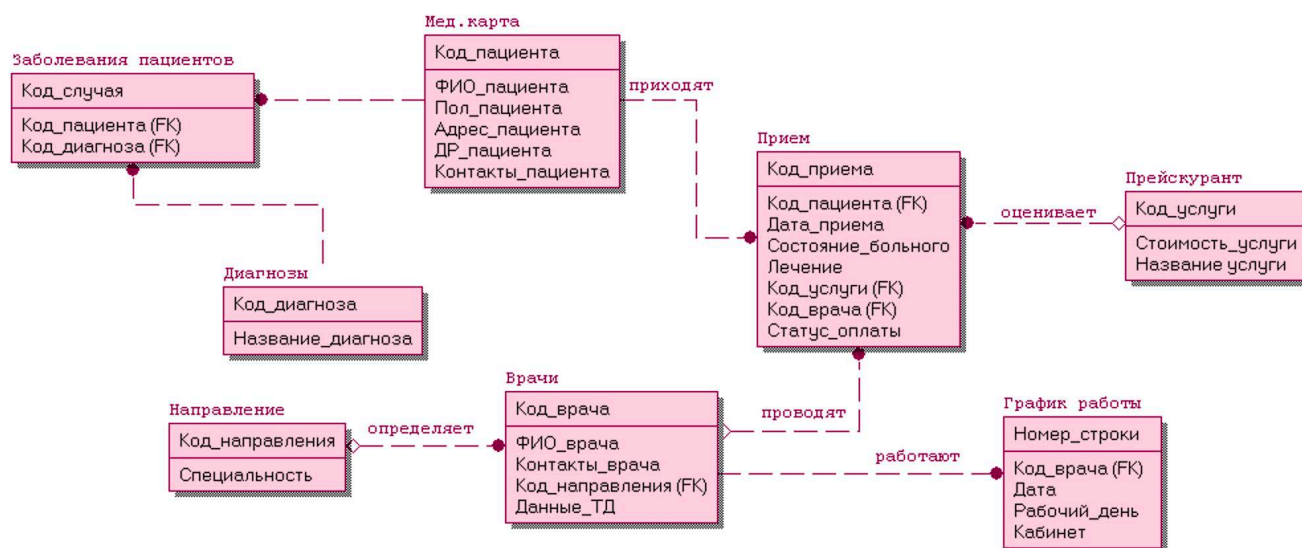 Мед.карта
Код_пациента
ФИО_пациента
Пол_пациента
Адрес_пациента
ДР_пациента
Контакты_пациента
Заболевания пациентов
Код_случая
Код_пациента (FK)
Код_диагноза (FK)
приходят
Прием
Код_приема
Код_пациента (FK)
Дата_приема
Состояние_больного
Лечение
Код_услуги (FK)
Код_врача (FK)
Статус_оплаты
оценивает
Прейскурант
Код_услуги
Стоимость_услуги
Название услуги
Диагнозы
Код_диагноза
Название_диагноза
Направление
Код_направления
Специальность
определяет
Врачи
Код_врача
ФИО_врача
Контакты_врача
Код_направления (FK)
Данные_ТД
проводят
работают
График работы
Номер_строки
Код_врача (FK)
Дата
Рабочий_день
Кабинет